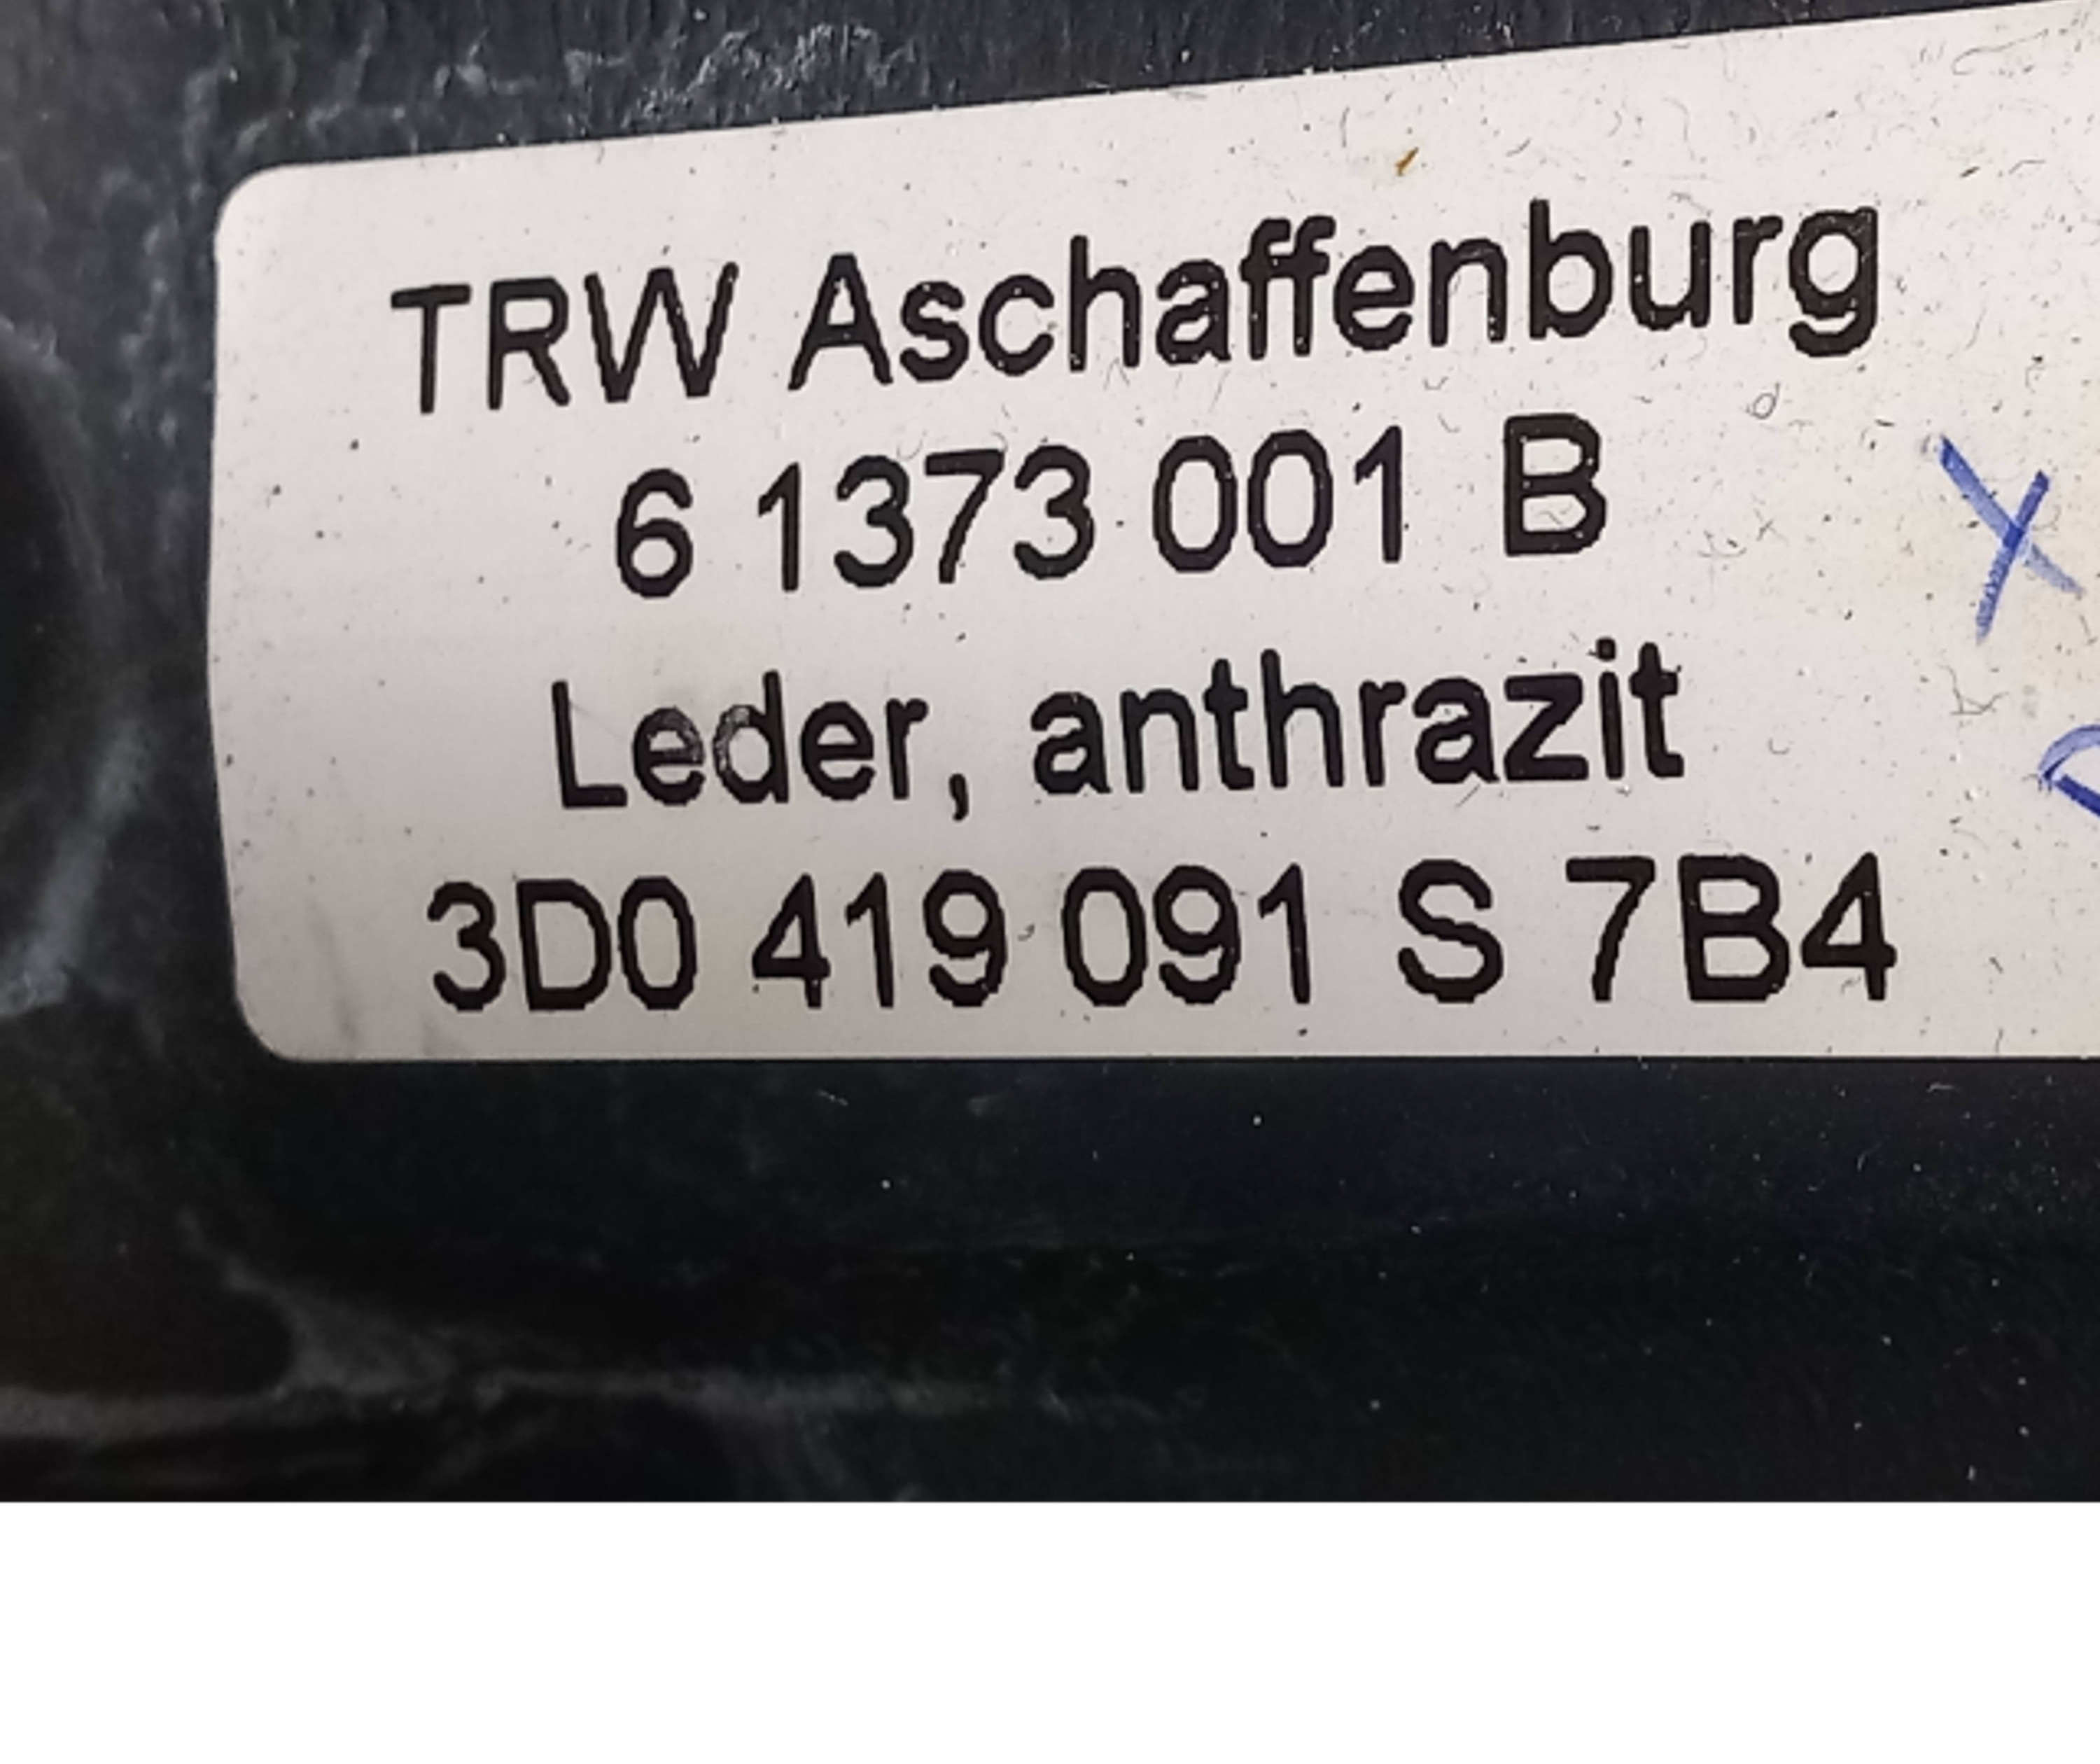 TRW Aschaffenburg
6 1373 001 B
X
Leder, anthrazit
3D0 419 091 S 7B4